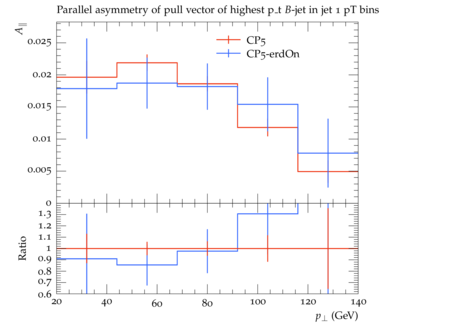 Parallel asymmetry of pull vector of highest p_t B-jet in jet 1 pT bins
A∥
CP5
CP5-erdOn
0.025
0.02
0.015
0.01
0.005
0
1.3
1.2
1.1
1
0.9
0.8
0.7
0.6
Ratio
20 40 60 80 100 120 140
p⊥ (GeV)